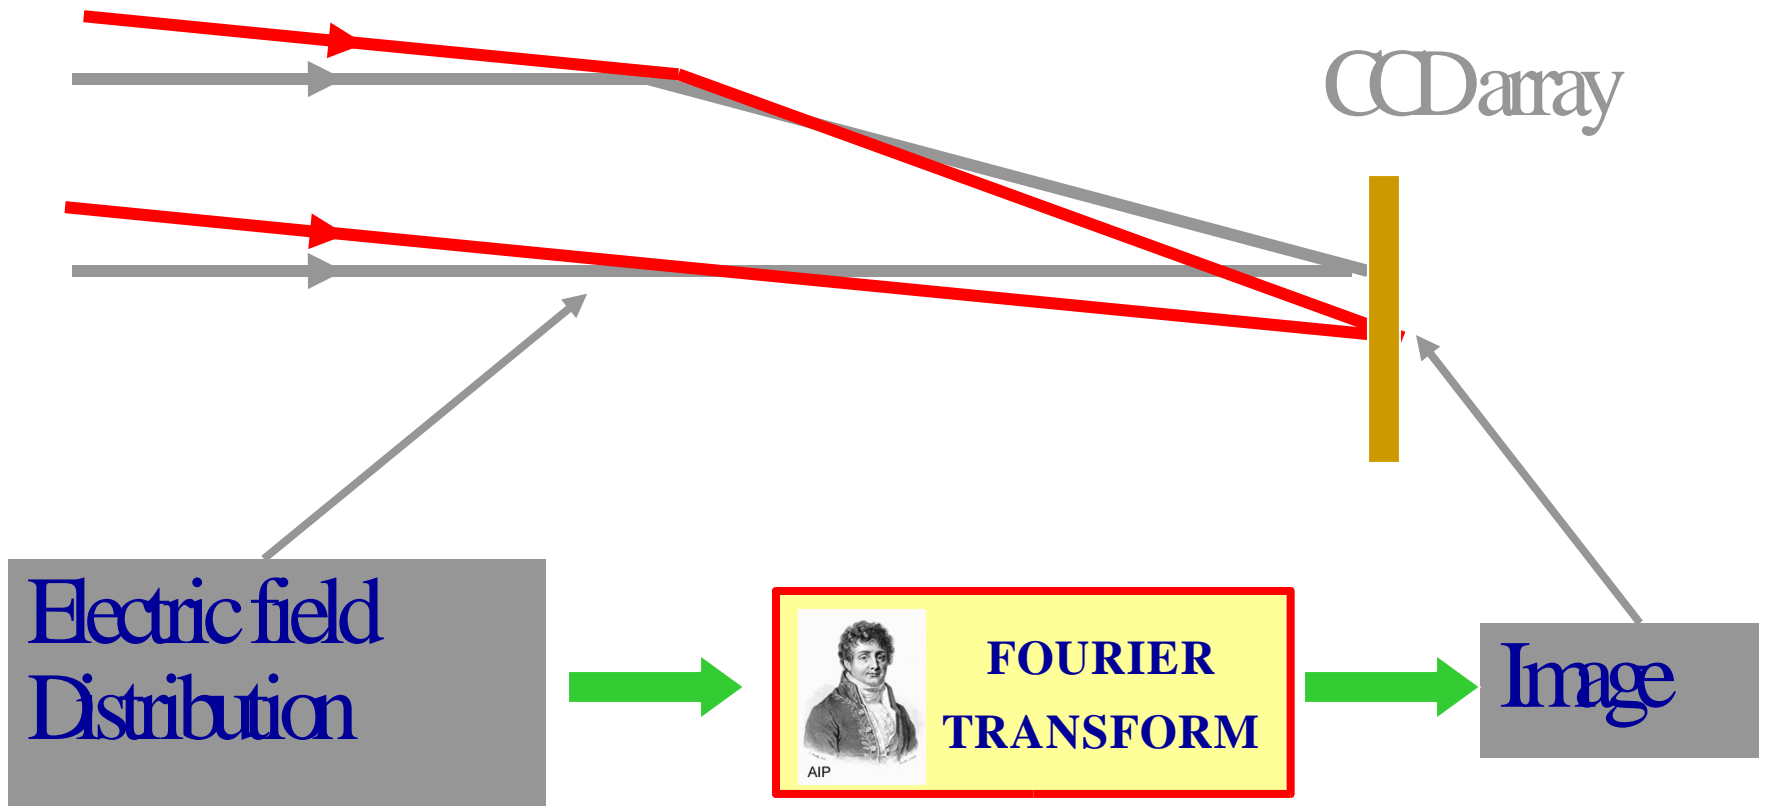 CCD array
Electric field
Distribution
FOURIER
TRANSFORM
AIP
Image